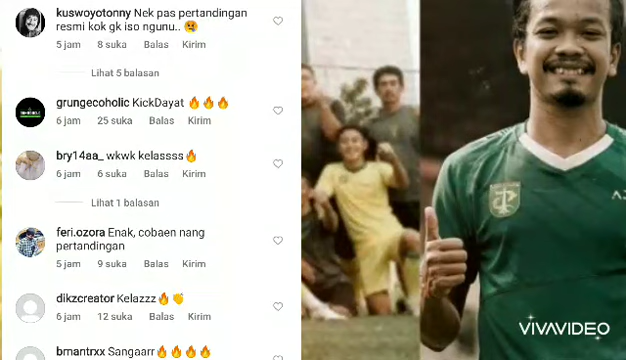 kuswoyotonny Nek pas pertandingan
resmi kok gk iso ngunu.. 😢
5 jam 8 suka Balas Kirim
Lihat 5 balasan
grungecoholic KickDayat 🔥🔥🔥
6 jam 25 suka Balas Kirim
bry14aa_ wkwk kelassss🔥
6 jam 6 suka Balas Kirim
Lihat 1 balasan
feri.ozora Enak, cobaen nang
pertandingan
5 jam 9 suka Balas Kirim
dikzcreator Kelazzz🔥👏
6 jam 12 suka Balas Kirim
bmantrxx Sangaarr🔥🔥🔥🔥
VIVAVIDEO